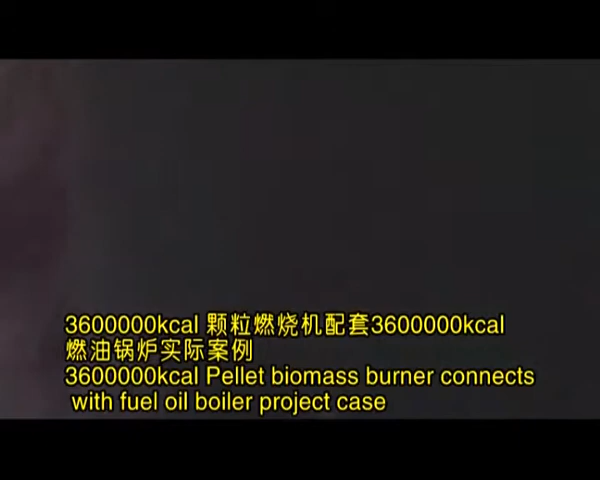 3600000kcal 颗粒燃烧机配套3600000kcal
燃油锅炉实际案例
3600000kcal Pellet biomass burner connects
with fuel oil boiler project case